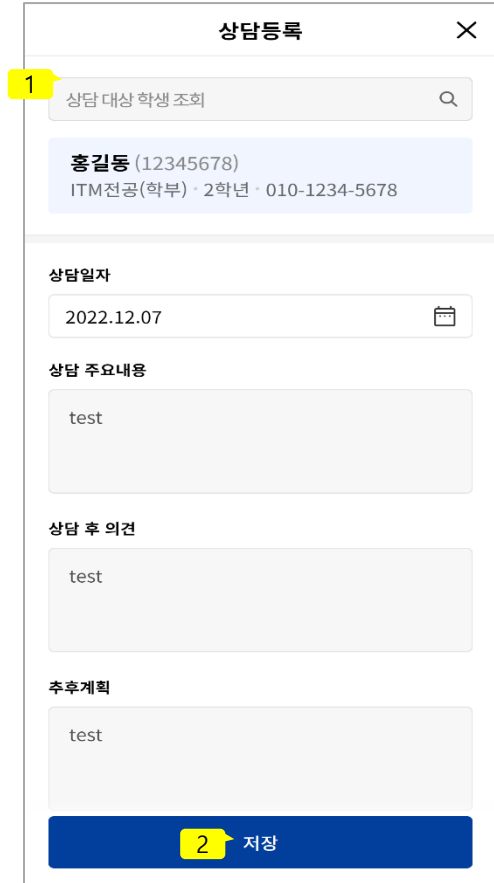 상담등록
1
상담 대상 학생 조회
홍길동 (12345678)
ITM전공(학부) · 2학년 · 010-1234-5678
상담일자
2022.12.07
상담 주요내용
test
상담 후 의견
test
추후계획
test
2 저장